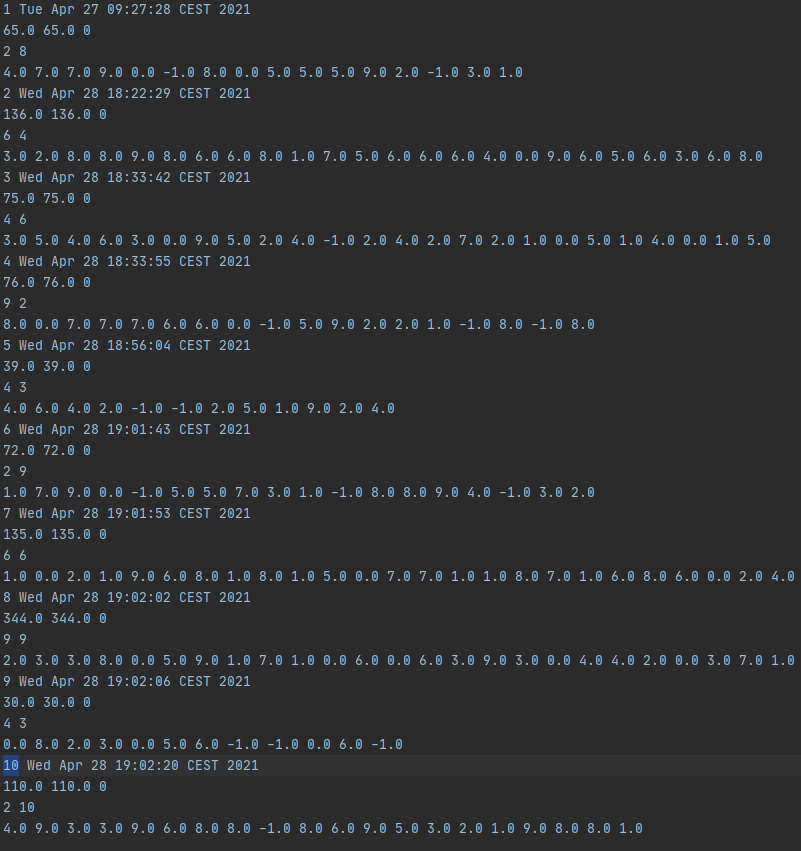 1 Tue Apr 27 09:27:28 CEST 2021
65.0 65.0 0
2 8
4.0 7.0 7.0 9.0 0.0 -1.0 8.0 0.0 5.0 5.0 5.0 9.0 2.0 -1.0 3.0 1.0
2 Wed Apr 28 18:22:29 CEST 2021
136.0 136.0 0
6 4
3.0 2.0 8.0 8.0 9.0 8.0 6.0 6.0 8.0 1.0 7.0 5.0 6.0 6.0 6.0 4.0 0.0 9.0 6.0 5.0 6.0 3.0 6.0 8.0
3 Wed Apr 28 18:33:42 CEST 2021
75.0 75.0 0
4 6
3.0 5.0 4.0 6.0 3.0 0.0 9.0 5.0 2.0 4.0 -1.0 2.0 4.0 2.0 7.0 2.0 1.0 0.0 5.0 1.0 4.0 0.0 1.0 5.0
4 Wed Apr 28 18:33:55 CEST 2021
76.0 76.0 0
9 2
8.0 0.0 7.0 7.0 7.0 6.0 6.0 0.0 -1.0 5.0 9.0 2.0 2.0 1.0 -1.0 8.0 -1.0 8.0
5 Wed Apr 28 18:56:04 CEST 2021
39.0 39.0 0
4 3
4.0 6.0 4.0 2.0 -1.0 -1.0 2.0 5.0 1.0 9.0 2.0 4.0
6 Wed Apr 28 19:01:43 CEST 2021
72.0 72.0 0
2 9
1.0 7.0 9.0 0.0 -1.0 5.0 5.0 7.0 3.0 1.0 -1.0 8.0 8.0 9.0 4.0 -1.0 3.0 2.0
7 Wed Apr 28 19:01:53 CEST 2021
135.0 135.0 0
6 6
1.0 0.0 2.0 1.0 9.0 6.0 8.0 1.0 8.0 1.0 5.0 0.0 7.0 7.0 1.0 1.0 8.0 7.0 1.0 6.0 8.0 6.0 0.0 2.0 4.0
8 Wed Apr 28 19:02:02 CEST 2021
344.0 344.0 0
9 9
2.0 3.0 3.0 8.0 0.0 5.0 9.0 1.0 7.0 1.0 0.0 6.0 0.0 6.0 3.0 9.0 3.0 0.0 4.0 4.0 2.0 0.0 3.0 7.0 1.0
9 Wed Apr 28 19:02:06 CEST 2021
30.0 30.0 0
4 3
0.0 8.0 2.0 3.0 0.0 5.0 6.0 -1.0 -1.0 0.0 6.0 -1.0
10 Wed Apr 28 19:02:20 CEST 2021
110.0 110.0 0
2 10
4.0 9.0 3.0 3.0 9.0 6.0 8.0 8.0 -1.0 8.0 6.0 9.0 5.0 3.0 2.0 1.0 9.0 8.0 8.0 1.0